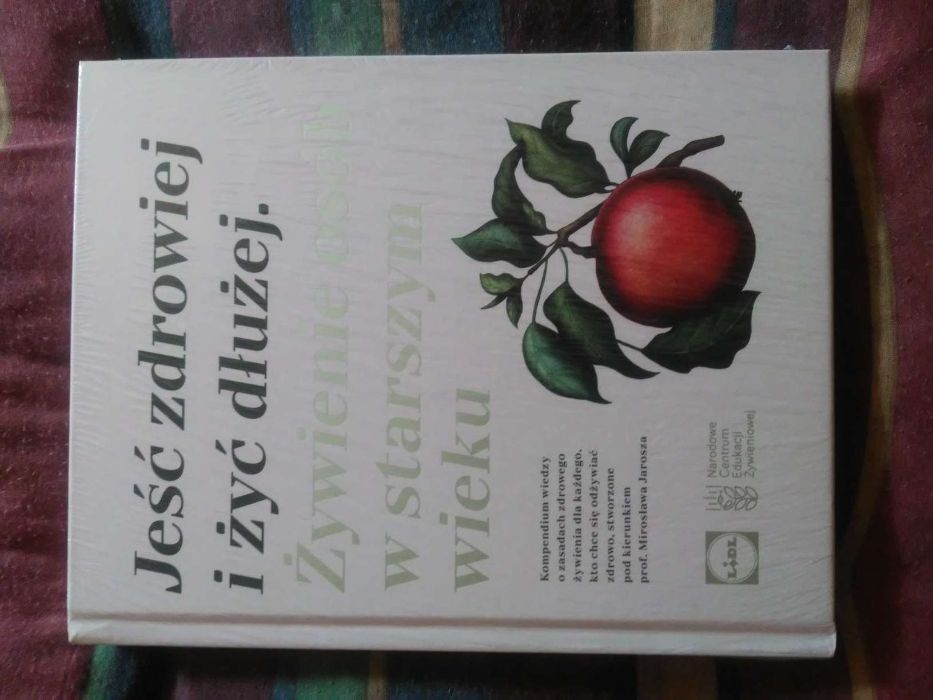 Jeść zdrowiej
i żyć dłużej.
Żywienie osób
w starszym
wieku
Kompendium wiedzy
o zasadach zdrowego
żywienia dla każdego,
kto chce się odżywiać
zdrowo, stworzone
pod kierunkiem
prof. Mirosława Jarosza
LIDL
Narodowe
Centrum
Edukacji
Żywieniowej